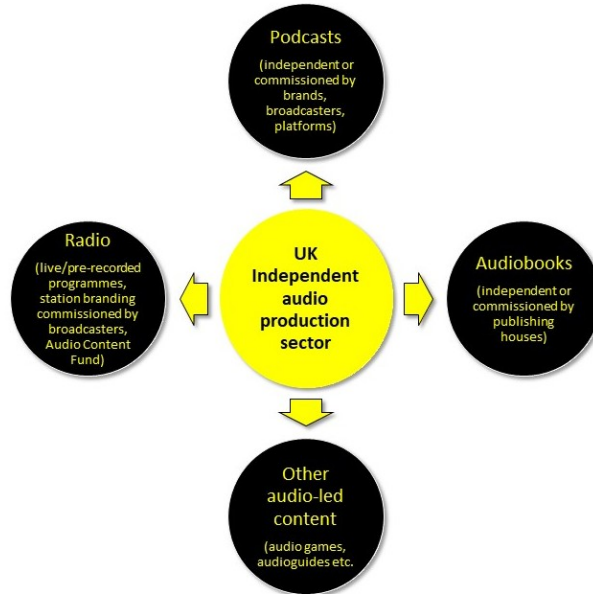 Podcasts
(independent or
commissioned by
brands,
broadcasters,
platforms)
Radio
(live/pre-recorded
programmes,
station branding
commissioned by
broadcasters,
Audio Content
Fund)
UK
Independent
audio
production
sector
Audiobooks
(independent or
commissioned by
publishing
houses)
Other
audio-led
content
(audio games,
audioguides etc.